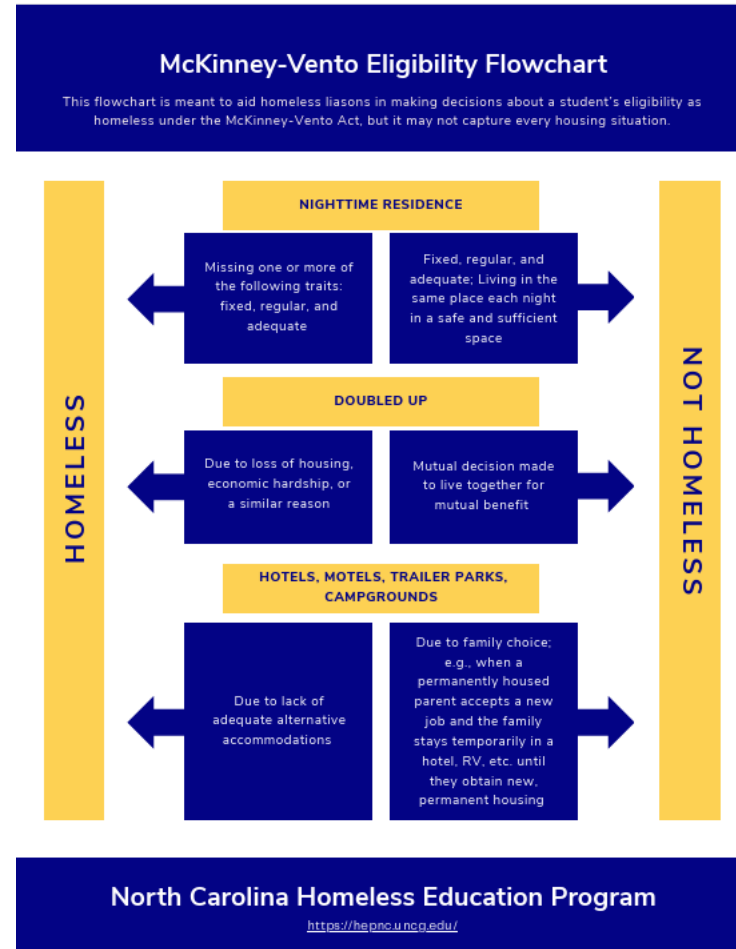 McKinney-Vento Eligibility Flowchart
This flowchart is meant to aid homeless liasons in making decisions about a student's eligibility as
homeless under the McKinney-Vento Act, but it may not capture every housing situation.
HOMELESS
NOT HOMELESS
NIGHTTIME RESIDENCE
Missing one or more of
the following traits:
fixed, regular, and
adequate
Fixed, regular, and
adequate; Living in the
same place each night
in a safe and sufficient
space
DOUBLED UP
Due to loss of housing,
economic hardship, or
a similar reason
Mutual decision made
to live together for
mutual benefit
HOTELS, MOTELS, TRAILER PARKS,
CAMPGROUNDS
Due to lack of
adequate alternative
accommodations
Due to family choice;
e.g., when a
permanently housed
parent accepts a new
job and the family
stays temporarily in a
hotel, RV, etc. until
they obtain new,
permanent housing
North Carolina Homeless Education Program
https://hepnc.uncg.edu/